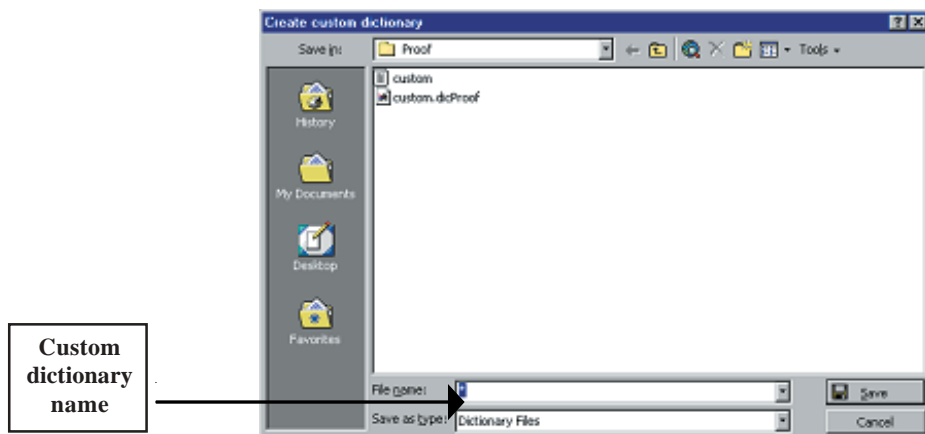 Create custom dictionary
Save in: Proof Tools
custom
custom.dicProof
History
My Documents
Desktop
Favorites
Custom
dictionary
name
File name: Save
Save as type: Dictionary Files Cancel